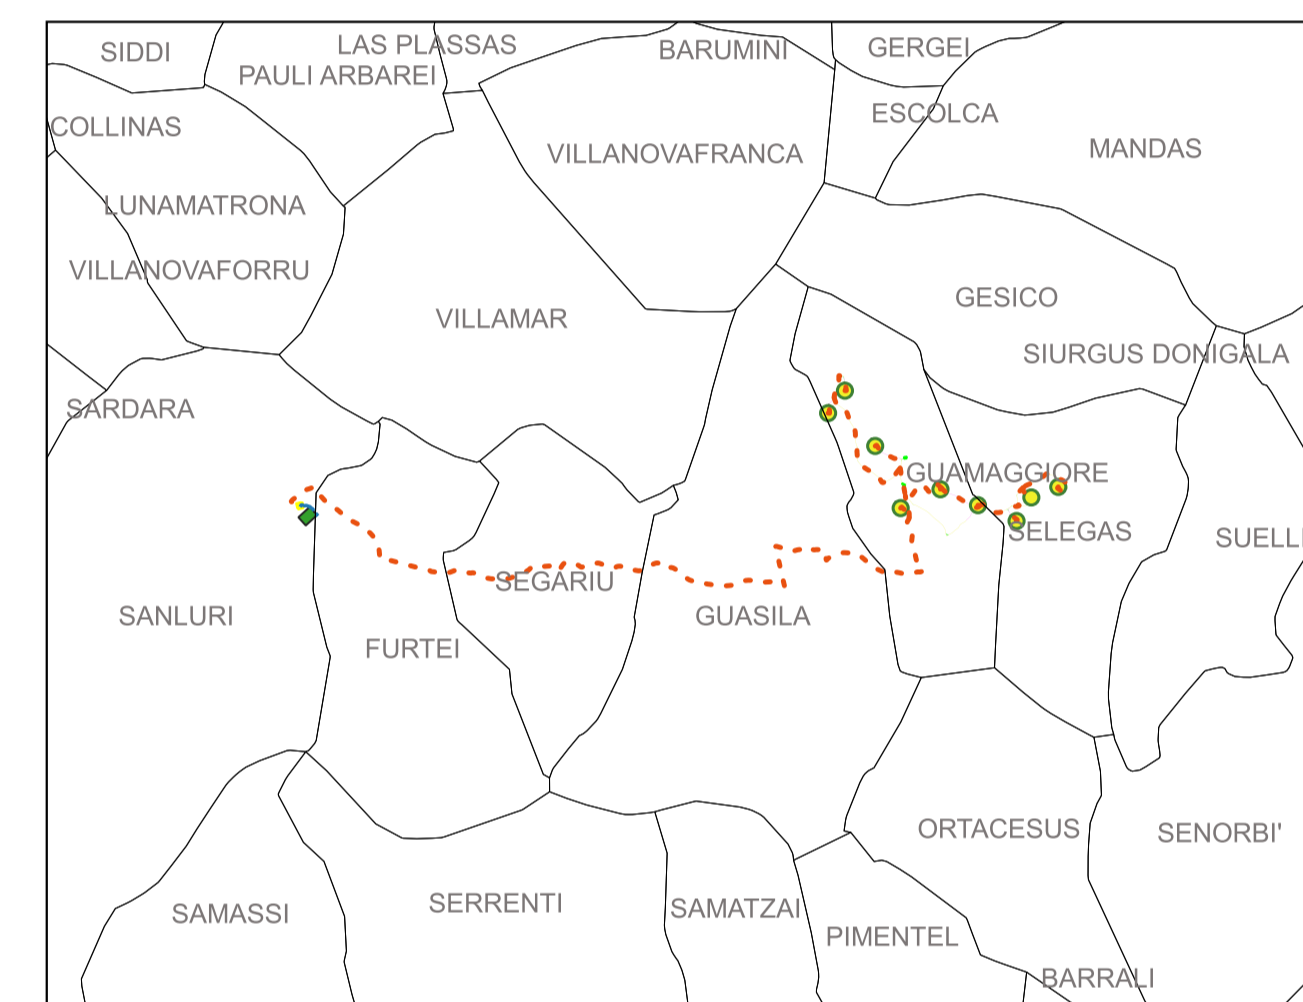 SIDDI
LAS PLASSAS
BARUMINI
GERGEI
PAULI ARBAREI
COLLINAS
ESCOLCA
VILLANOVAFRANCA
MANDAS
LUNAMATRONA
VILLANOVAFORRU
GESICO
VILLAMAR
SIURGUS DONIGALA
SARDARA
GUAMAGGIORE
SELEGAS
SUELLI
SEGARIU
SANLURI
GUASILA
FURTEI
ORTACESUS
SENORBI'
SERRENTI
SAMATZAI
SAMASSI
PIMENTEL
BARRALI